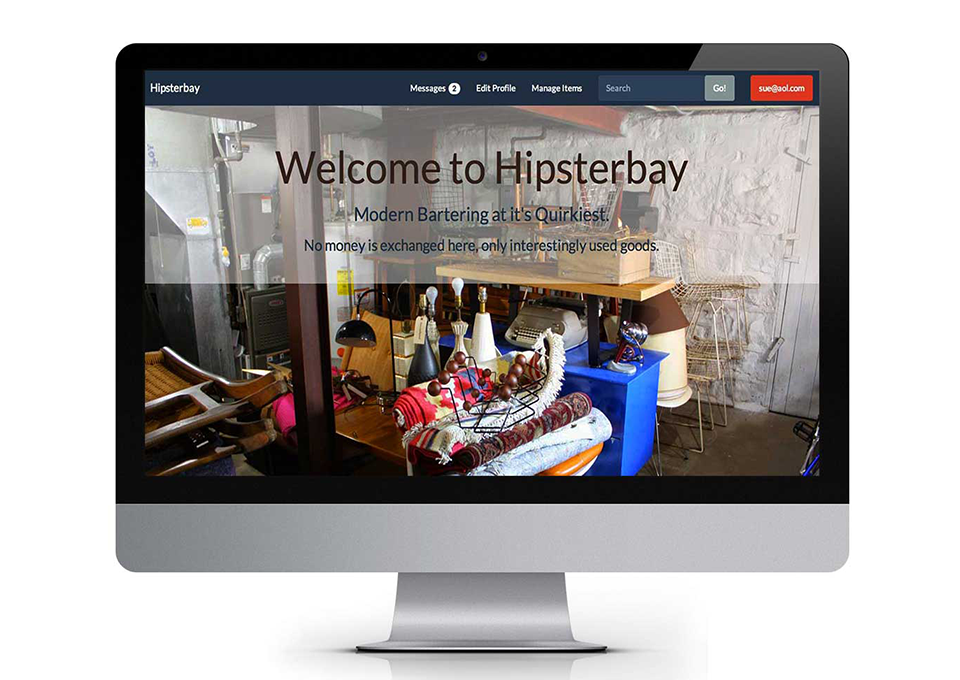 Hipsterbay Messages 2 Edit Profile Manage Items Search Go! sue@aol.com
Welcome to Hipsterbay
Modern Bartering at it's Quirkiest.
No money is exchanged here, only interestingly used goods.